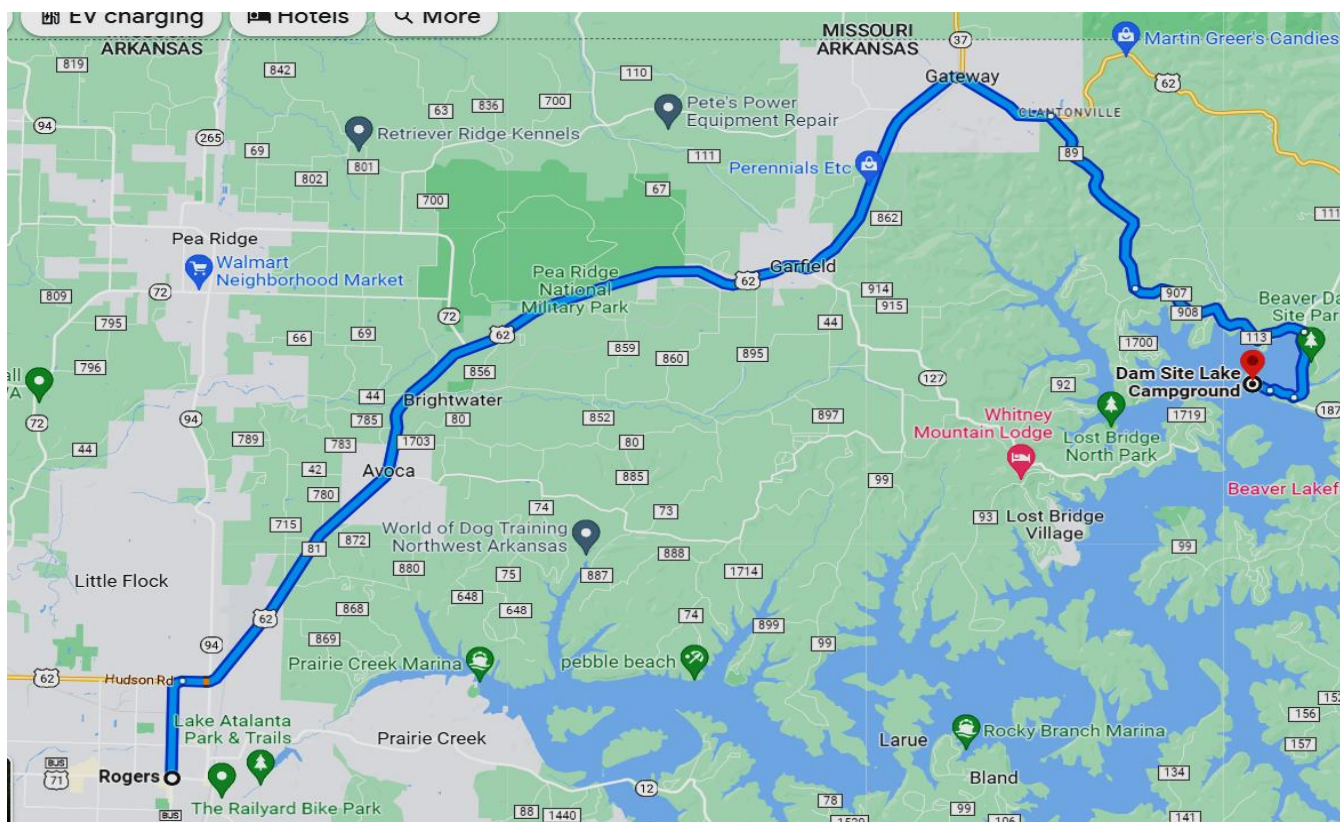 EV charging
Hotels
More
ARKANSAS
MISSOURI
ARKANSAS
37
Martin Greer's Candies
62
819
842
110
Gateway
94
63
836
700
Pete's Power
Equipment Repair
CLANTONVILLE
265
Retriever Ridge Kennels
69
801
111
Perennials Etc
89
802
700
67
862
111
Pea Ridge
Walmart
Neighborhood Market
Pea Ridge
National
Military Park
62
Garfield
809
72
914
915
907
908
Beaver Da
Site Par
795
72
62
44
113
66
69
859
860
895
1700
796
856
Dam Site Lake
Campground
all
VA
44
Brightwater
127
92
187
72
94
785
80
852
897
Whitney
Mountain Lodge
1719
44
789
783
1703
80
Lost Bridge
North Park
42
Avoca
885
99
Beaver Lakef
780
74
73
93
Lost Bridge
Village
715
World of Dog Training
Northwest Arkansas
81
872
888
99
Little Flock
880
75
887
1714
648
648
62
868
74
899
94
869
99
Prairie Creek Marina
pebble beach
62
Hudson Rd
152
Lake Atalanta
Park & Trails
156
Prairie Creek
Larue
Rocky Branch Marina
157
BUS
71
Rogers
12
Bland
134
The Railyard Bike Park
78
99
BUS
88
1440
141